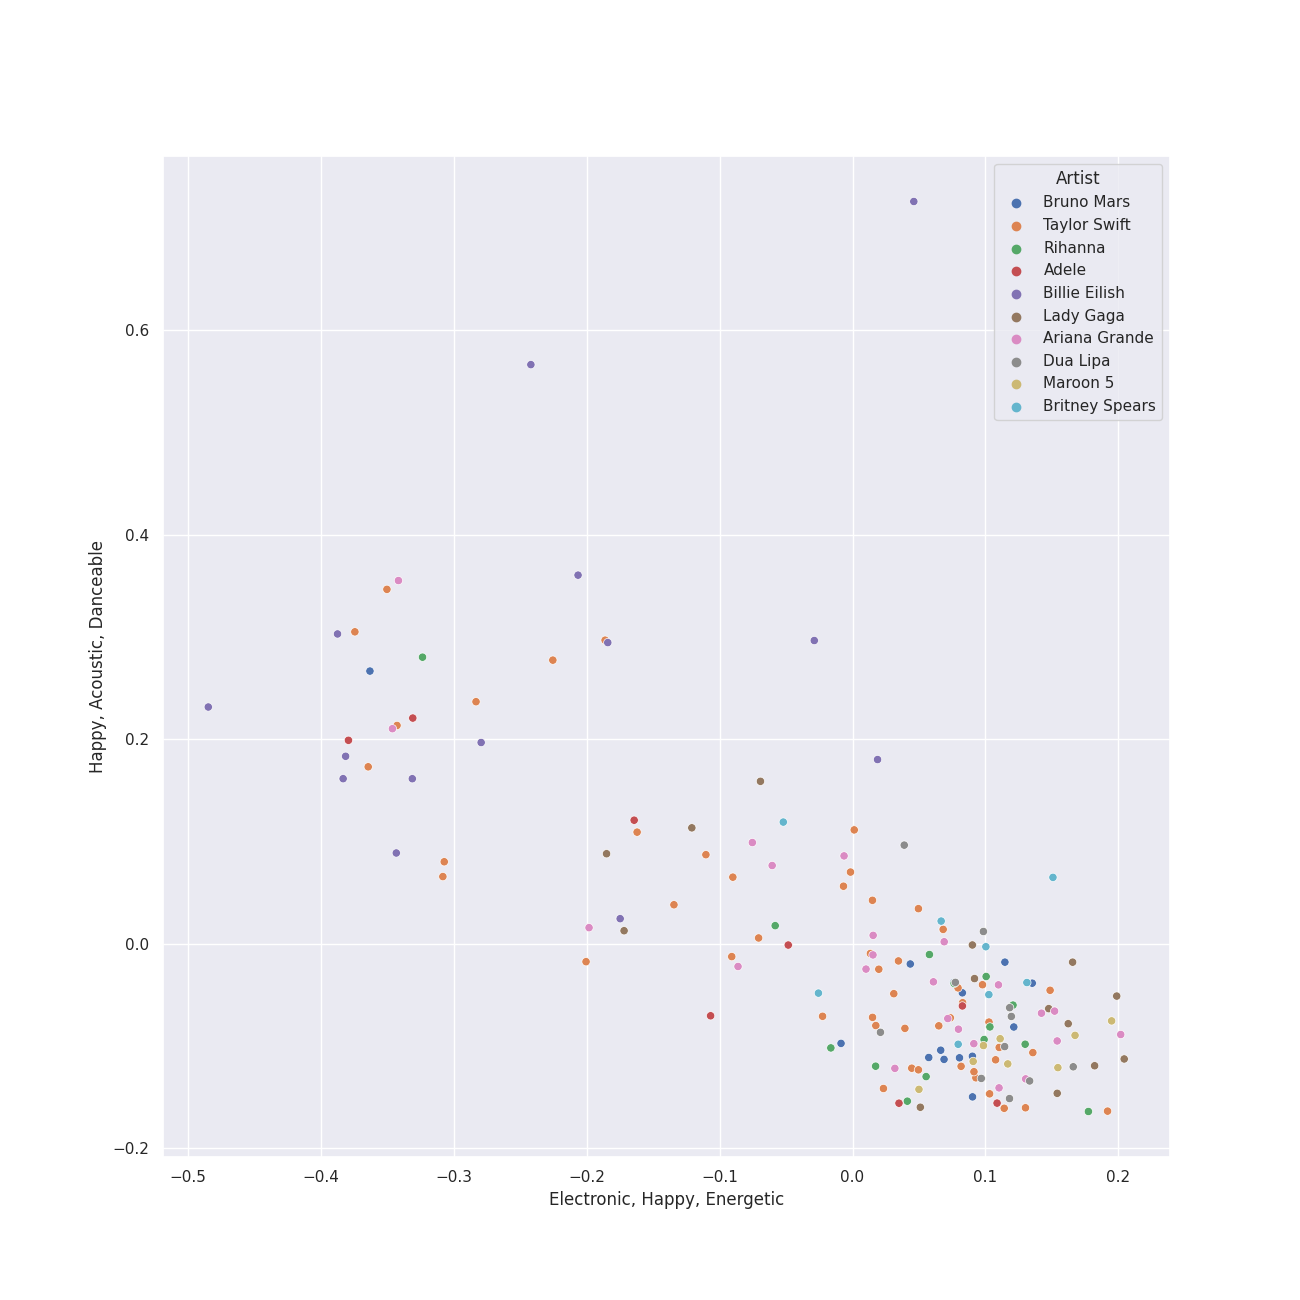 Artist
Bruno Mars
Taylor Swift
Rihanna
Adele
Billie Eilish
Lady Gaga
Ariana Grande
Dua Lipa
Maroon 5
Britney Spears
0.6
0.4
0.2
0.0
−0.2
Happy, Acoustic, Danceable
−0.5 −0.4 −0.3 −0.2 −0.1 0.0 0.1 0.2
Electronic, Happy, Energetic